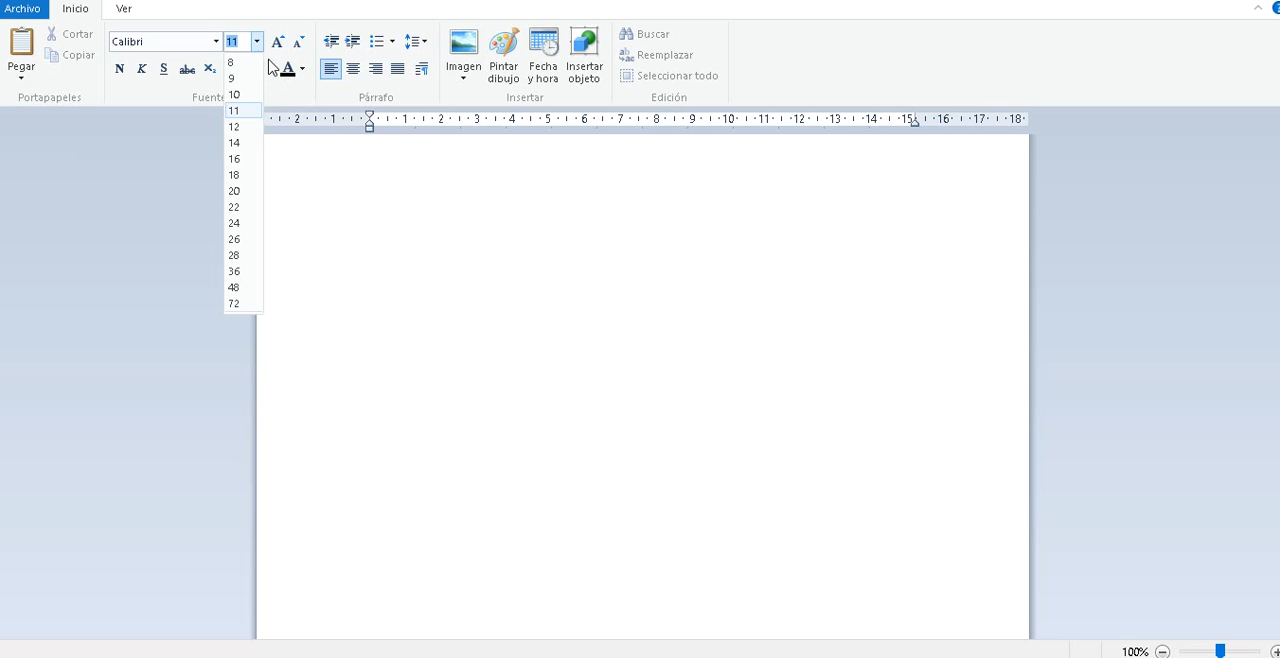 Archivo Inicio Ver
Pegar
Cortar
Copiar
Portapapeles
Calibri 11
N K S abc X₂ A
A A
Fuente
Párrafo
Imagen
Pintar
dibujo
Fecha
y hora
Insertar
objeto
Insertar
Buscar
Reemplazar
Seleccionar todo
Edición
8
9
10
11
12
14
16
18
20
22
24
26
28
36
48
72
2 1 1 2 3 4 5 6 7 8 9 10 11 12 13 14 15 16 17 18
100%